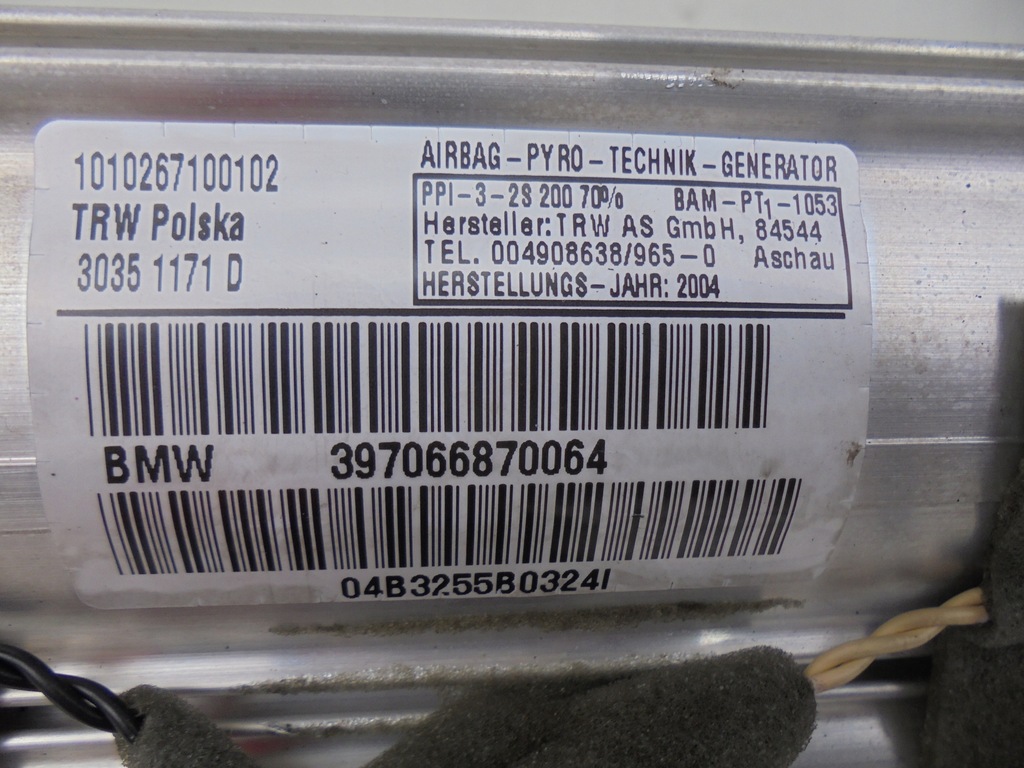 1010267100102
TRW Polska
3035 1171 D
AIRBAG-PYRO-TECHNIK-GENERATOR
PPI-3-2S 200 70% BAM-PT1-1053
Hersteller: TRW AS GmbH, 84544
TEL. 004908638/965-0 Aschau
HERSTELLUNGS-JAHR: 2004
BMW 397066870064
04B3255B0324I